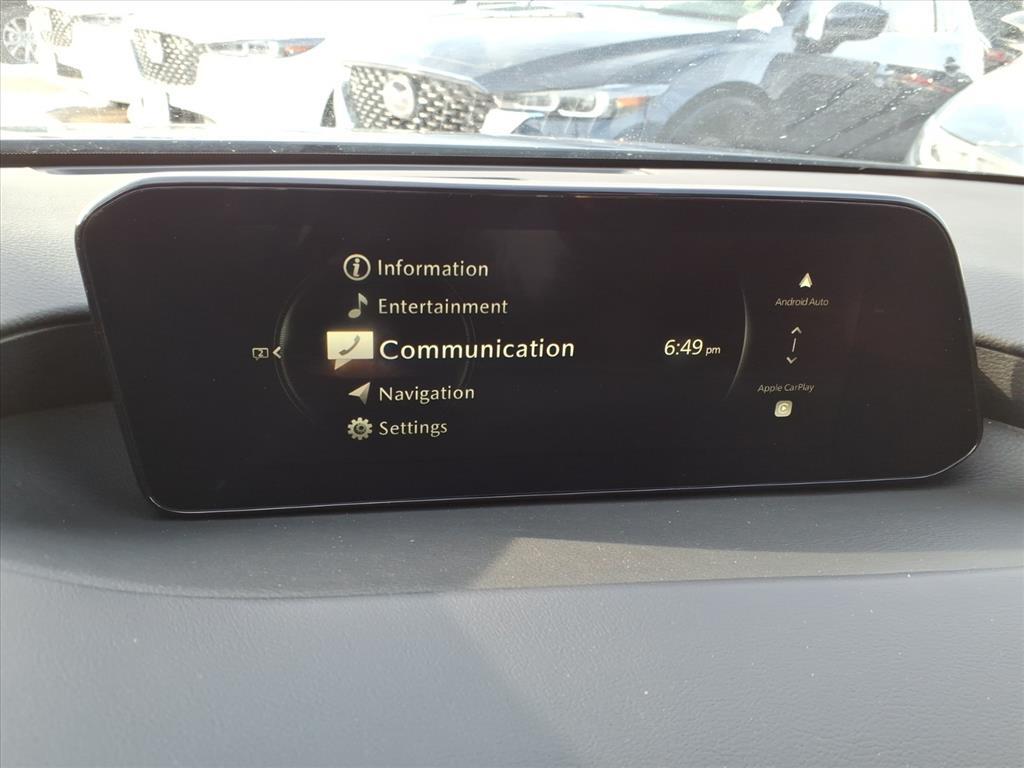 Information
Entertainment
Communication
Navigation
Settings
6:49 pm
Android Auto
Apple CarPlay